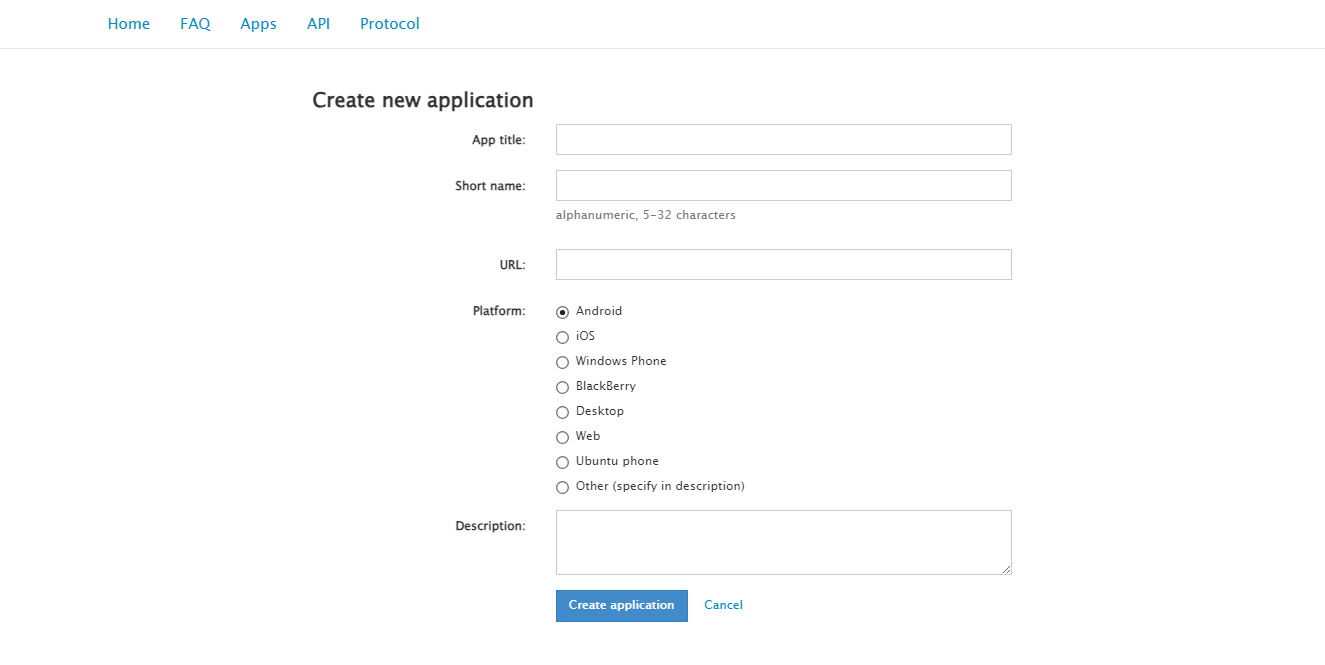 Home FAQ Apps API Protocol
Create new application
App title:
Short name:
alphanumeric, 5-32 characters
URL:
Platform: Android
iOS
Windows Phone
BlackBerry
Desktop
Web
Ubuntu phone
Other (specify in description)
Description:
Create application Cancel